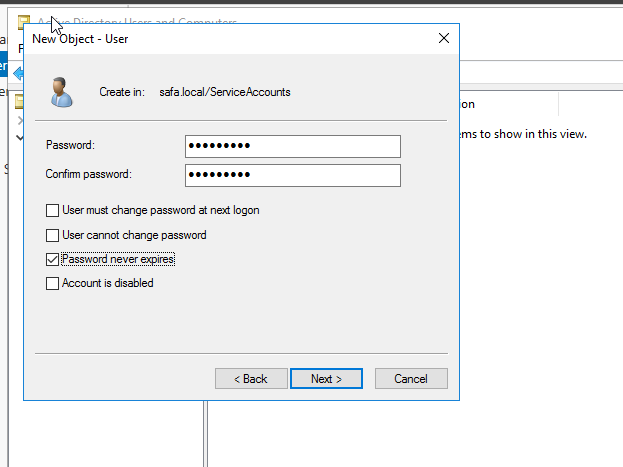 Active Directory Users and Computers
New Object - User
Create in: safa.local/ServiceAccounts
ion
ems to show in this view.
Password: •••••••••
Confirm password: •••••••••
User must change password at next logon
User cannot change password
Password never expires
Account is disabled
< Back Next > Cancel